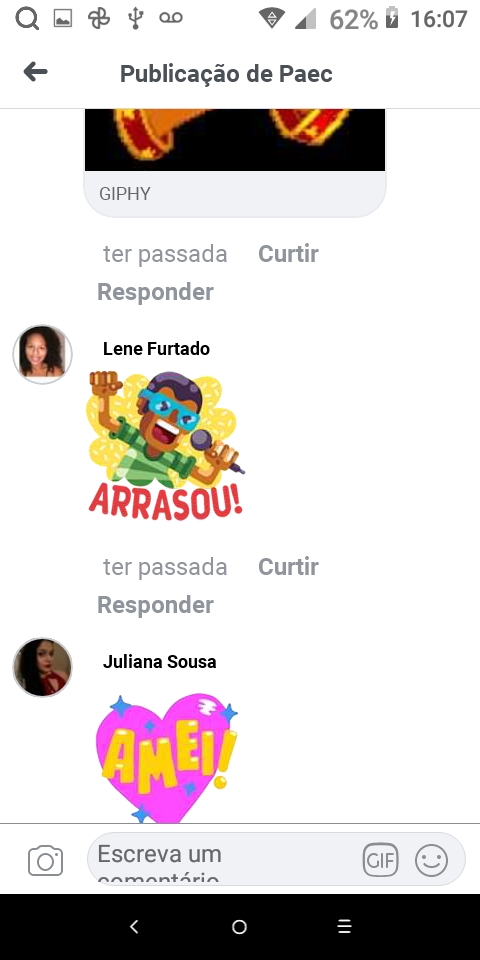 62% 16:07
Publicação de Paec
GIPHY
ter passada Curtir
Responder
Lene Furtado
ARRASOU!
ter passada Curtir
Responder
Juliana Sousa
AMEI!
Escreva um
comentário
GIF